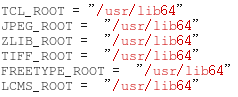 TCL_ROOT = "/usr/lib64"
JPEG_ROOT = "/usr/lib64"
ZLIB_ROOT = "/usr/lib64"
TIFF_ROOT = "/usr/lib64"
FREETYPE_ROOT =  "/usr/lib64"
LCMS_ROOT = "/usr/lib64"